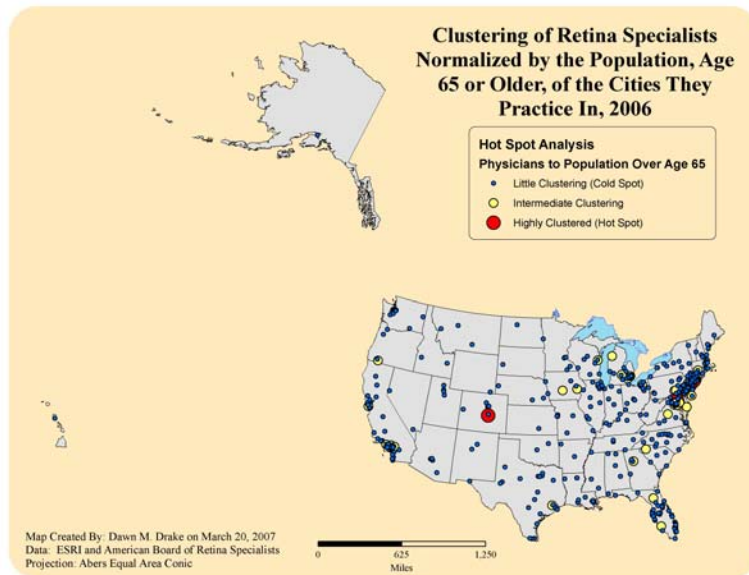 Clustering of Retina Specialists
Normalized by the Population, Age
65 or Older, of the Cities They
Practice In, 2006
Hot Spot Analysis
Physicians to Population Over Age 65
Little Clustering (Cold Spot)
Intermediate Clustering
Highly Clustered (Hot Spot)
Map Created By: Dawn M. Drake on March 20, 2007
Data: ESRI and American Board of Retina Specialists
Projection: Abers Equal Area Conic
0 625 1,250
Miles